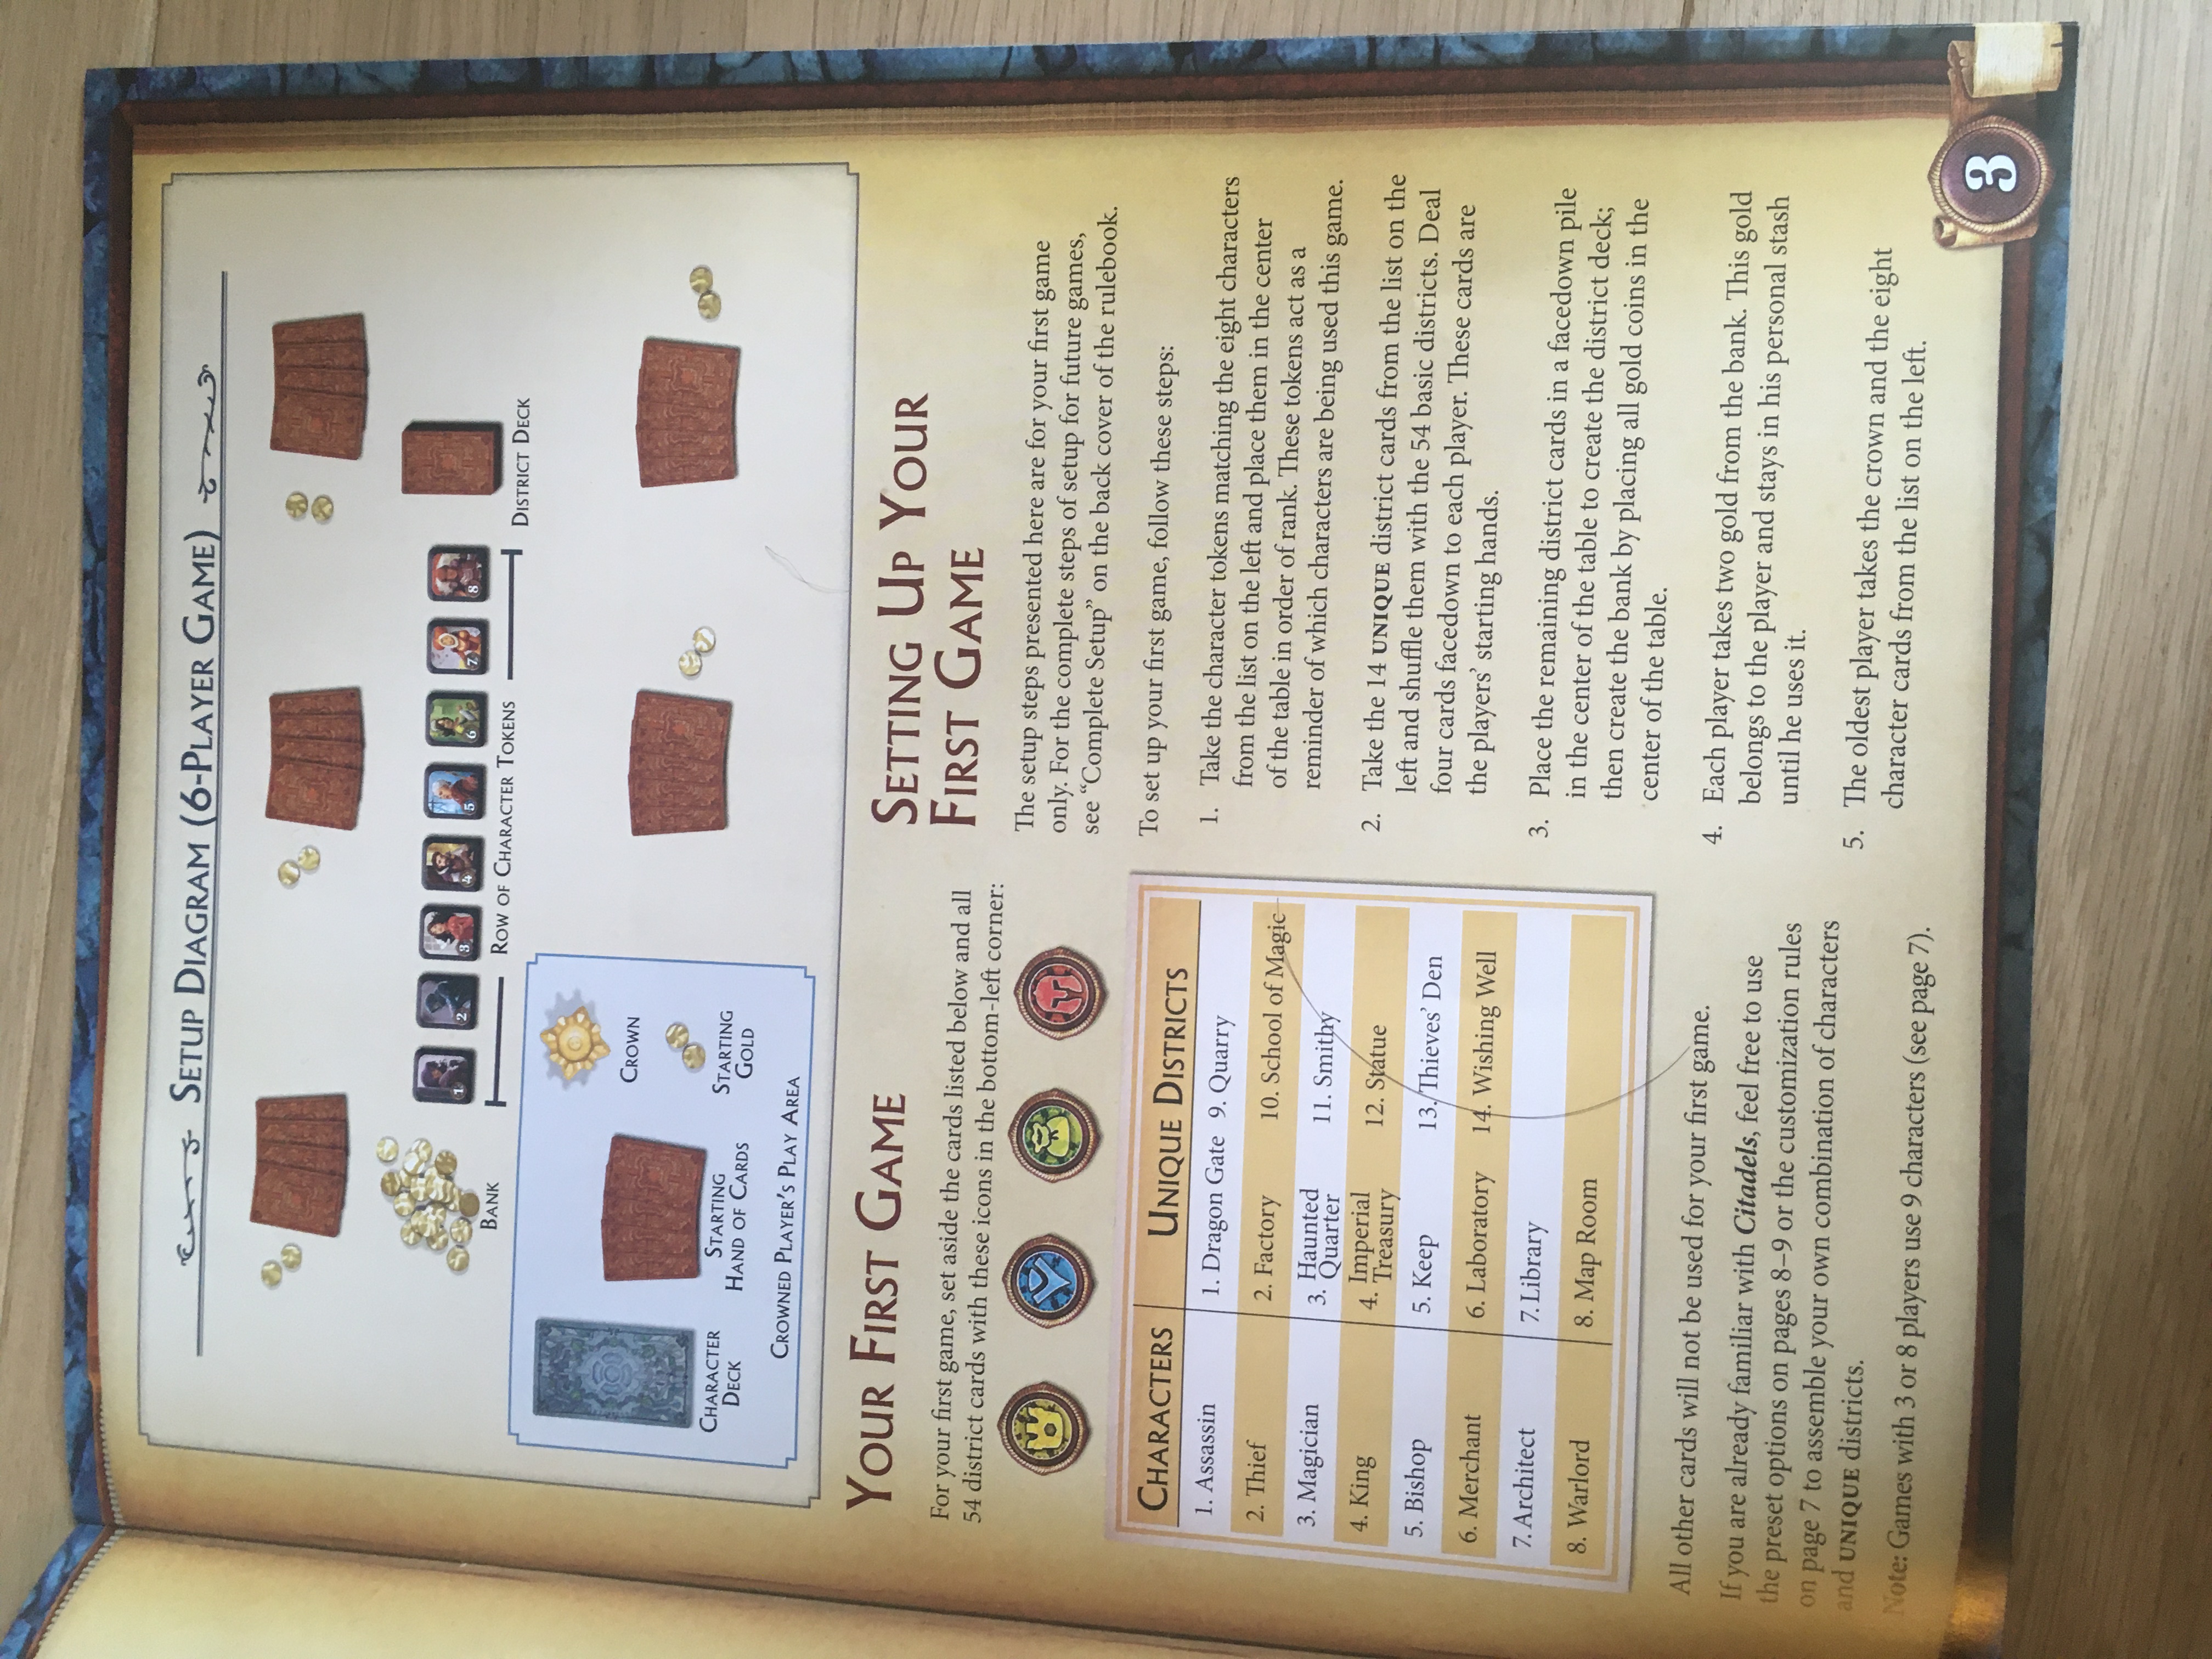 SETUP DIAGRAM (6-PLAYER GAME)
1 2 3 4 5 6 7 8
BANK
ROW OF CHARACTER TOKENS
DISTRICT DECK
CROWN
CHARACTER
DECK
STARTING
HAND OF CARDS
STARTING
GOLD
CROWNED PLAYER'S PLAY AREA
YOUR FIRST GAME
For your first game, set aside the cards listed below and all
54 district cards with these icons in the bottom-left corner:
CHARACTERS UNIQUE DISTRICTS
1. Assassin 1. Dragon Gate 9. Quarry
2. Thief 2. Factory 10. School of Magic
3. Magician 3. Haunted Quarter 11. Smithy
4. King 4. Imperial Treasury 12. Statue
5. Bishop 5. Keep 13. Thieves' Den
6. Merchant 6. Laboratory 14. Wishing Well
7. Architect 7. Library
8. Warlord 8. Map Room
All other cards will not be used for your first game.
If you are already familiar with Citadels, feel free to use
the preset options on pages 8–9 or the customization rules
on page 7 to assemble your own combination of characters
and UNIQUE districts.
Note: Games with 3 or 8 players use 9 characters (see page 7).
SETTING UP YOUR
FIRST GAME
The setup steps presented here are for your first game
only. For the complete steps of setup for future games,
see “Complete Setup” on the back cover of the rulebook.
To set up your first game, follow these steps:
1. Take the character tokens matching the eight characters
from the list on the left and place them in the center
of the table in order of rank. These tokens act as a
reminder of which characters are being used this game.
2. Take the 14 UNIQUE district cards from the list on the
left and shuffle them with the 54 basic districts. Deal
four cards facedown to each player. These cards are
the players' starting hands.
3. Place the remaining district cards in a facedown pile
in the center of the table to create the district deck;
then create the bank by placing all gold coins in the
center of the table.
4. Each player takes two gold from the bank. This gold
belongs to the player and stays in his personal stash
until he uses it.
5. The oldest player takes the crown and the eight
character cards from the list on the left.
3